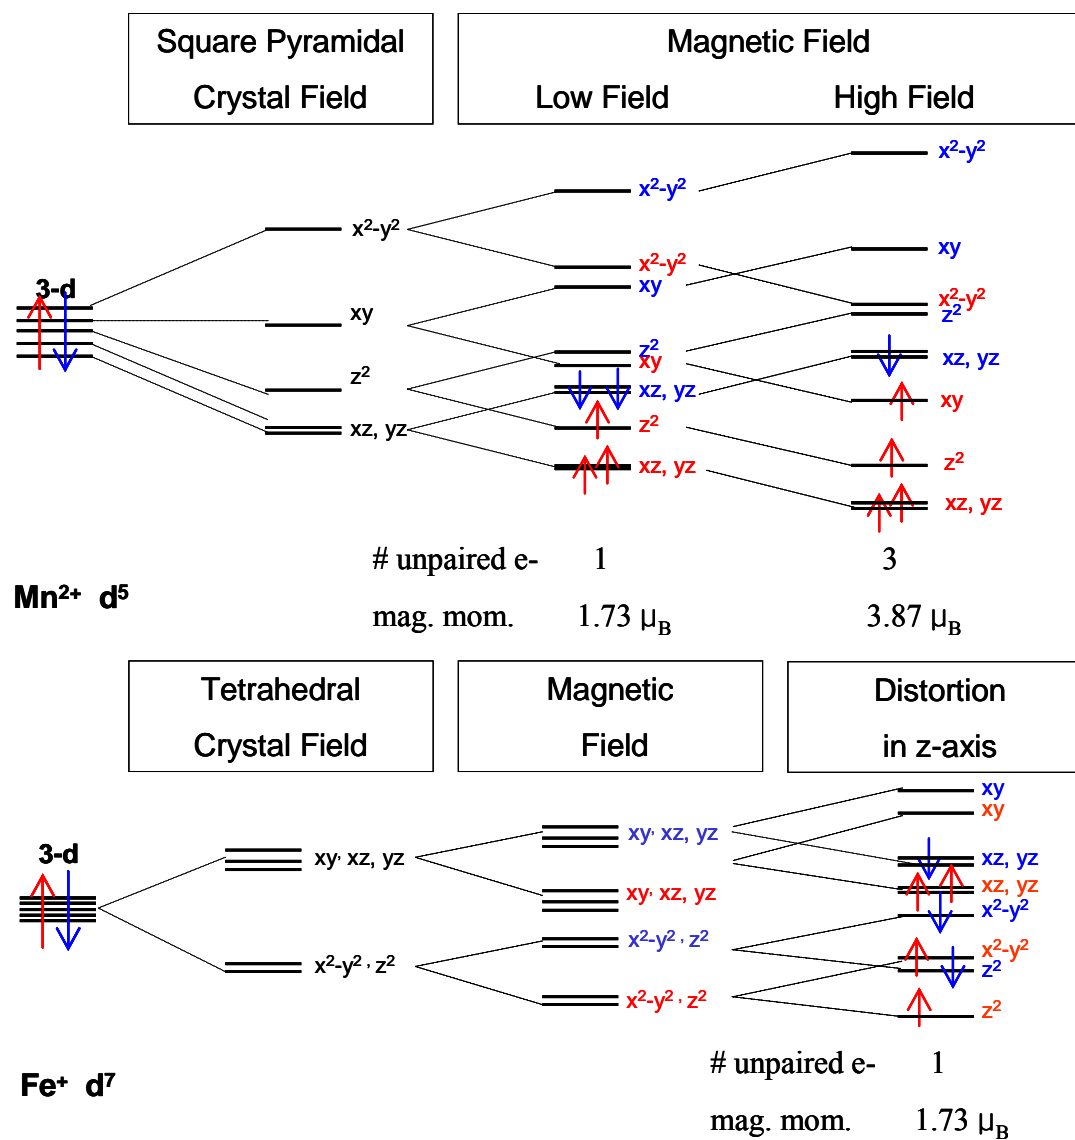 Square Pyramidal
Crystal Field
Magnetic Field
Low Field High Field
x²-y²
x²-y²
x²-y²
3-d
xy
x²-y²
xy
xy
x²-y²
z²
z²
xy
z²
xz, yz
xz, yz
xy
xz, yz
z²
z²
xz, yz
xz, yz
# unpaired e- 1 3
Mn²⁺ d⁵
mag. mom. 1.73 μB 3.87 μB
Tetrahedral
Crystal Field
Magnetic
Field
Distortion
in z-axis
xy
xy
3-d
xy, xz, yz
xy, xz, yz
xz, yz
xy, xz, yz
xz, yz
x²-y²
x²-y², z²
x²-y², z²
x²-y²
z²
x²-y², z²
z²
# unpaired e- 1
Fe⁺ d⁷
mag. mom. 1.73 μB